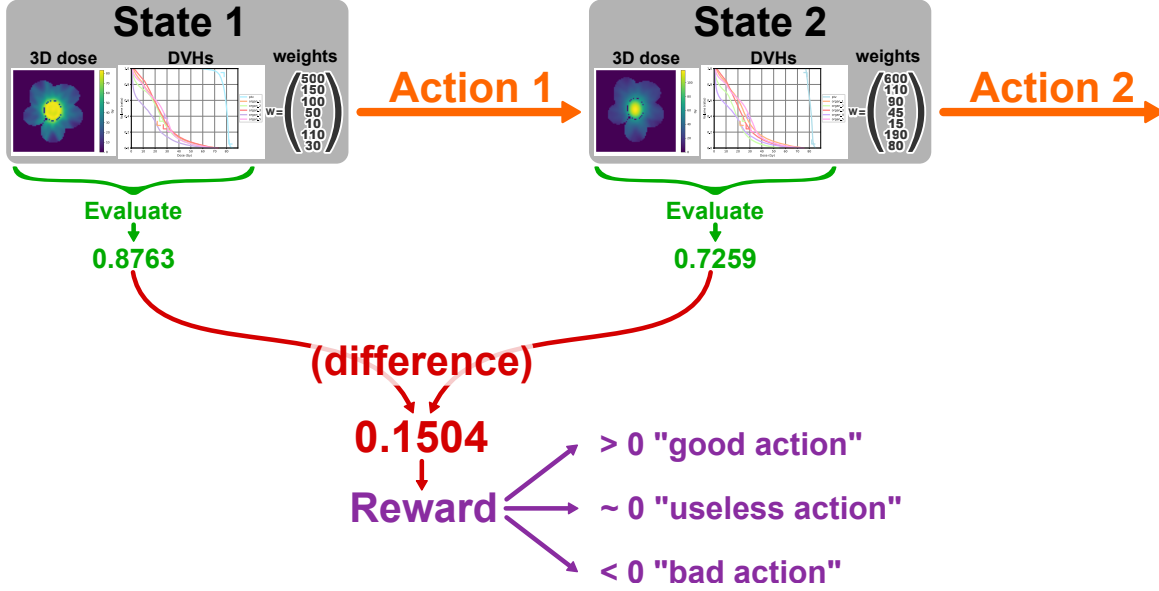 State 1
3D dose
DVHs
weights
w=
500
150
100
50
10
110
30
Action 1
State 2
3D dose
DVHs
weights
w=
600
110
90
45
15
190
80
Action 2
Evaluate
0.8763
Evaluate
0.7259
(difference)
0.1504
Reward
> 0 "good action"
~ 0 "useless action"
< 0 "bad action"